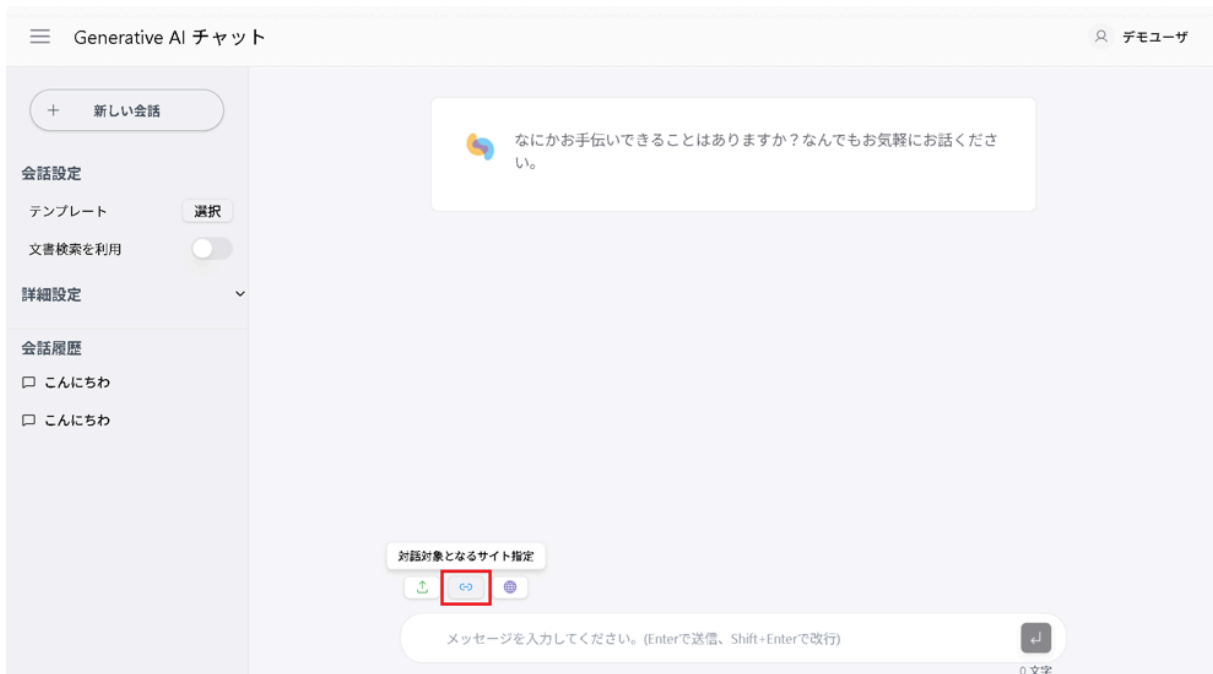 Generative AI チャット
デモユーザ
新しい会話
会話設定
テンプレート
選択
文書検索を利用
詳細設定
会話履歴
こんにちわ
こんにちわ
なにかお手伝いできることはありますか？なんでもお気軽にお話くださ
い。
対話対象となるサイト指定
メッセージを入力してください。(Enterで送信、Shift+Enterで改行)
0 文字